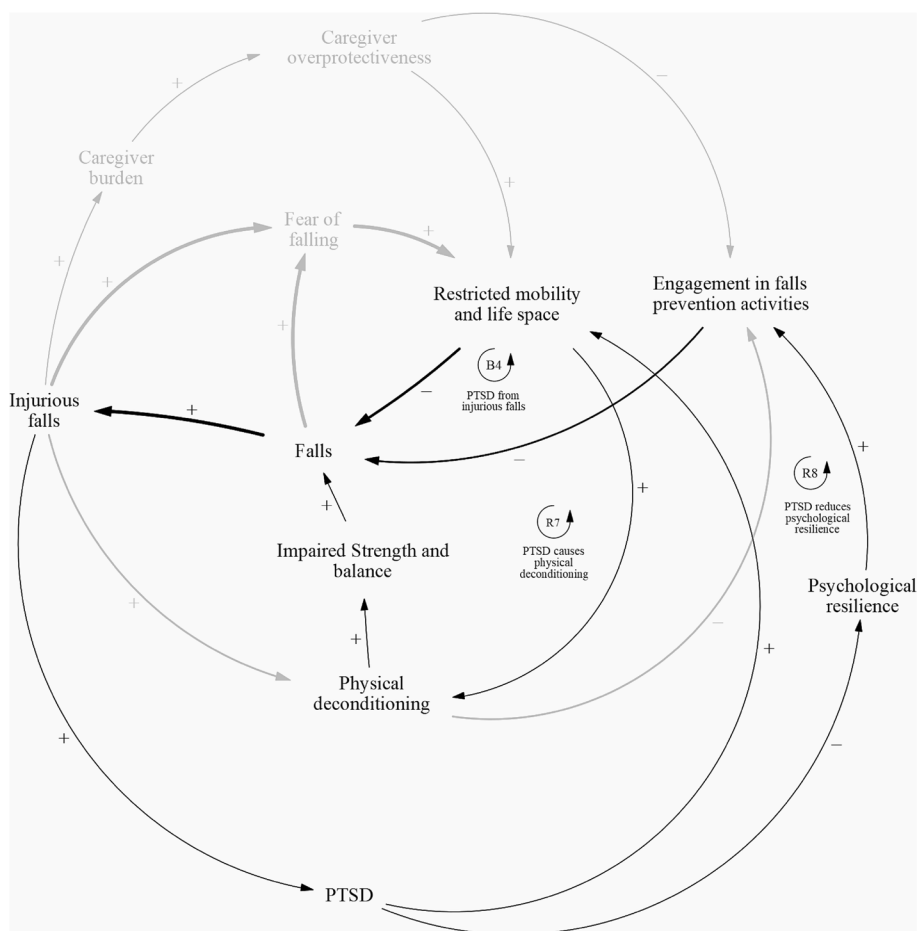 Caregiver
overprotectiveness
−
+
Caregiver
burden
+
Fear of
falling
+
+
+
+
Engagement in falls
prevention activities
Restricted mobility
and life space
+
B4
PTSD from
injurious falls
−
Injurious
falls
+
Falls
−
+
R8
PTSD reduces
psychological
resilience
+
+
R7
PTSD causes
physical
deconditioning
Impaired Strength and
balance
Psychological
resilience
+
−
+
+
Physical
deconditioning
+
−
PTSD